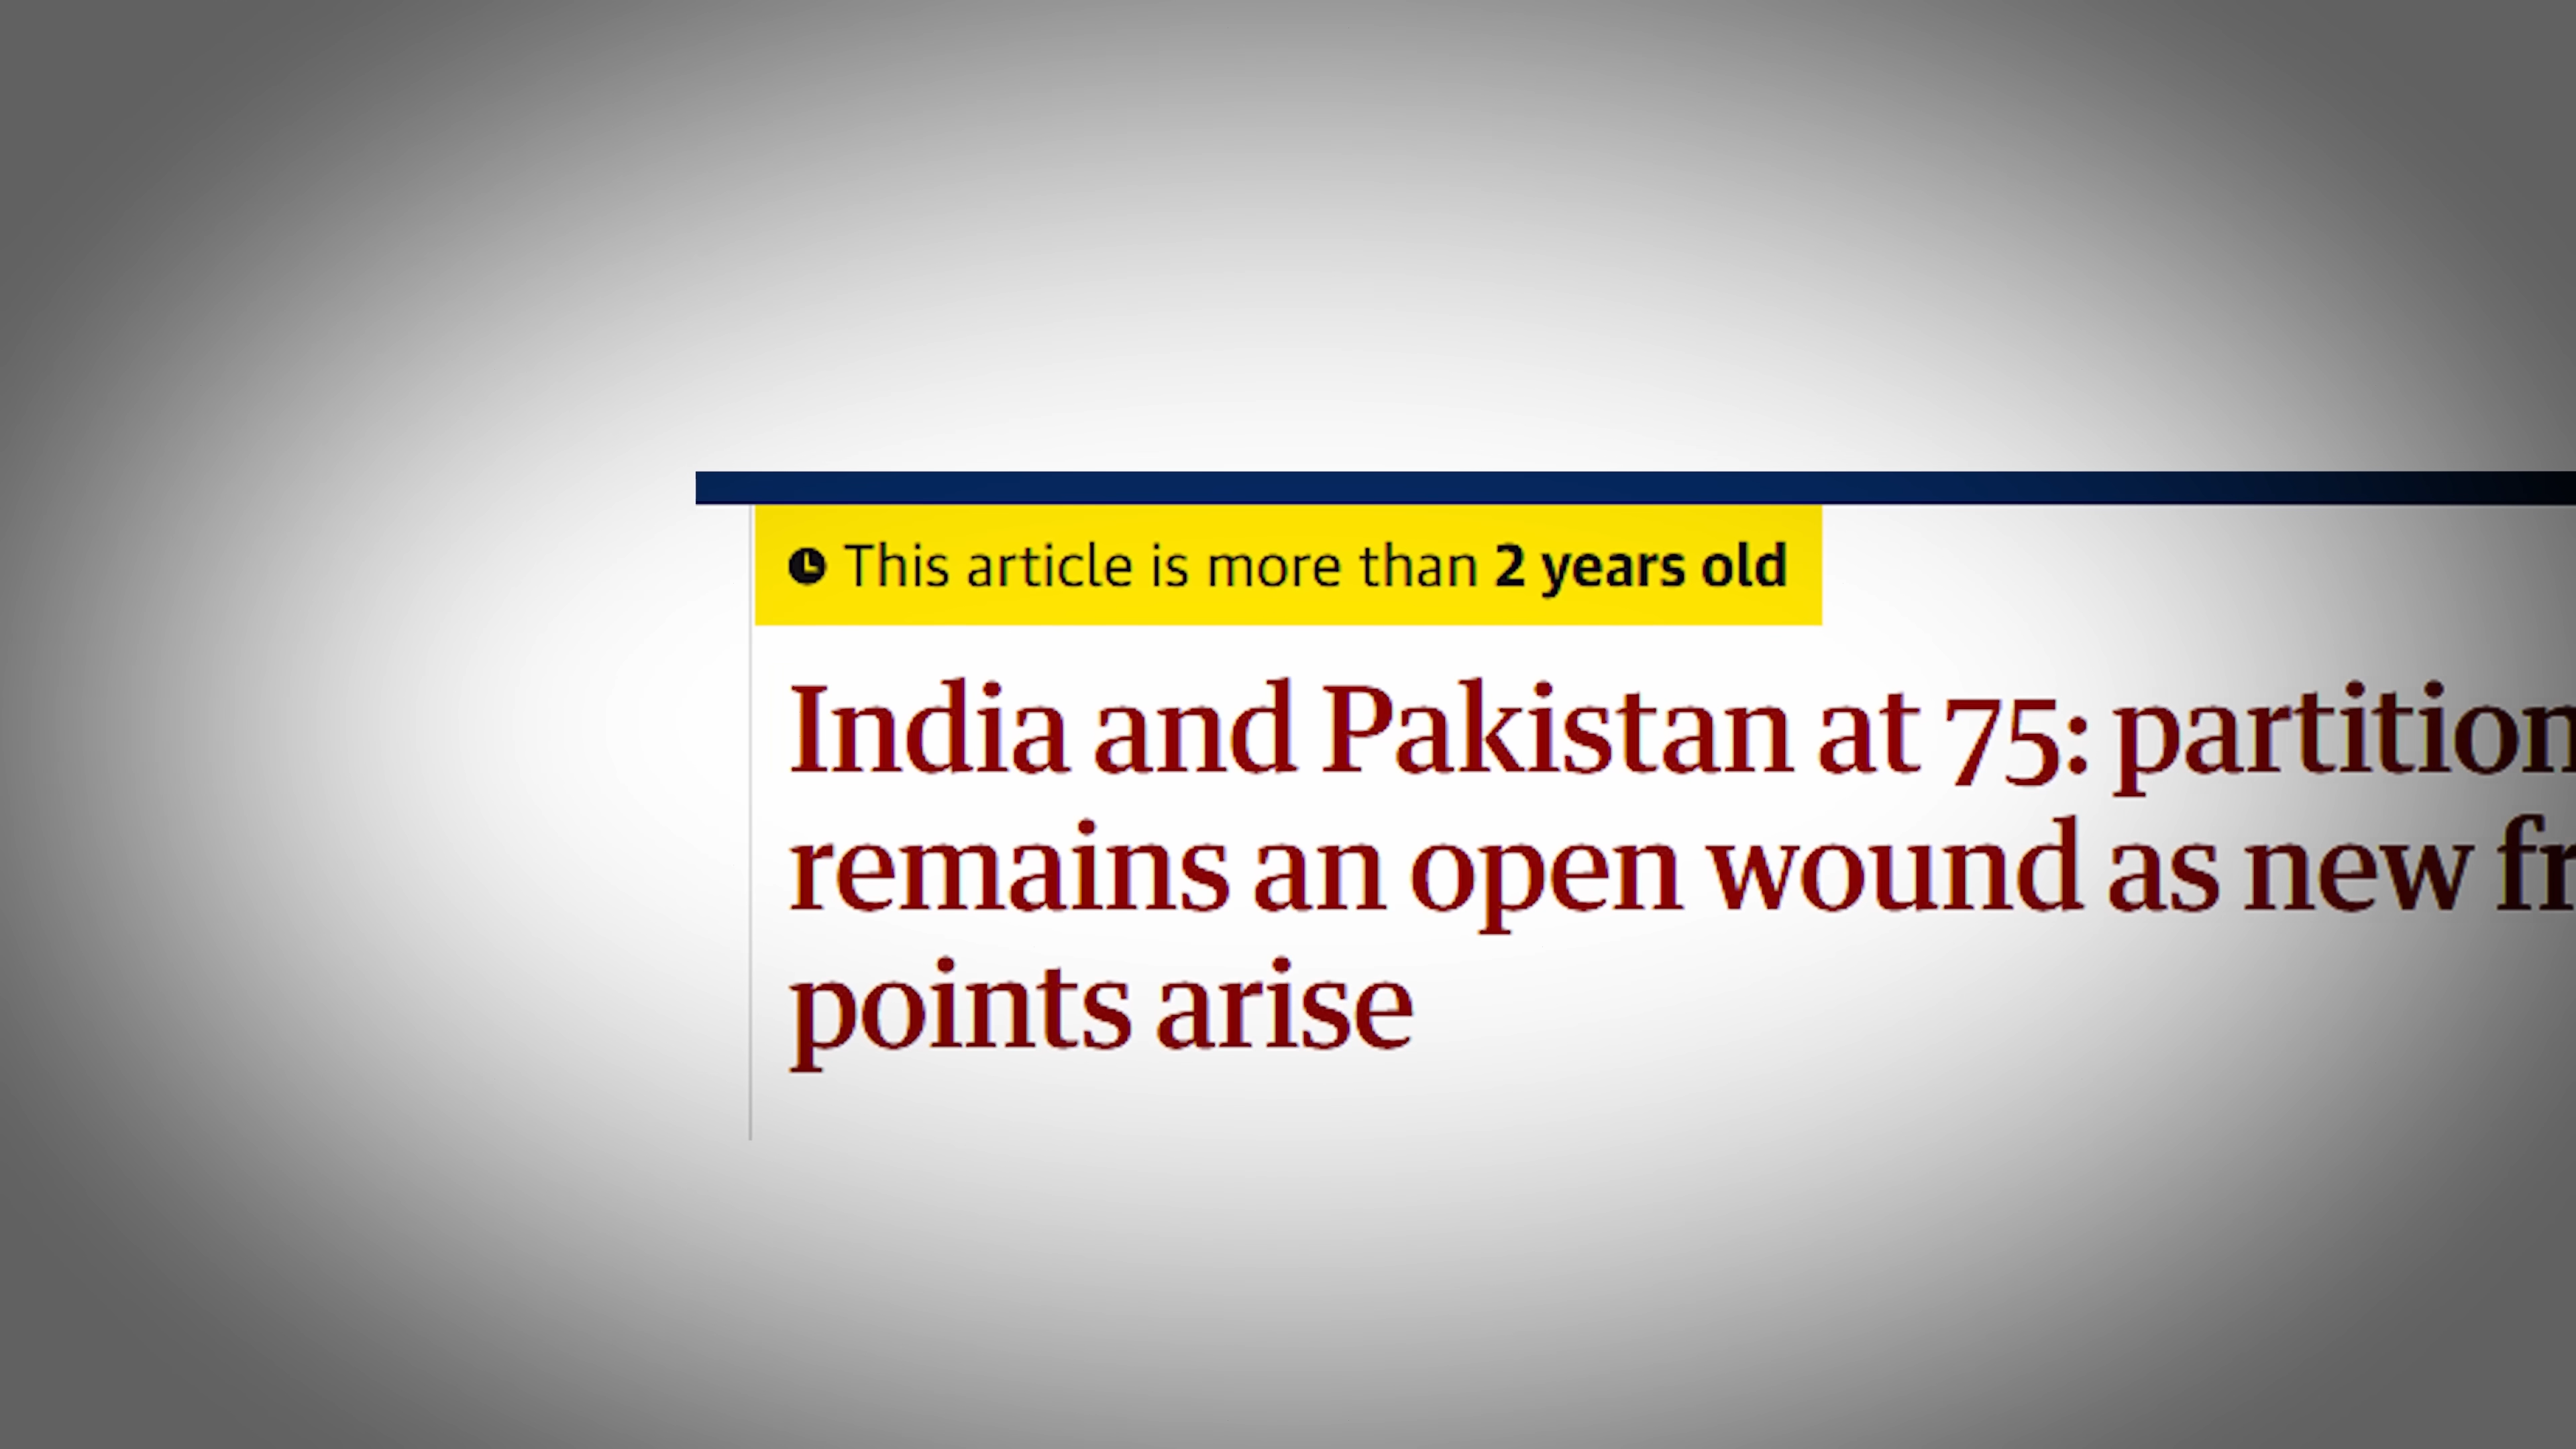 This article is more than 2 years old
India and Pakistan at 75: partition
remains an open wound as new fr
points arise